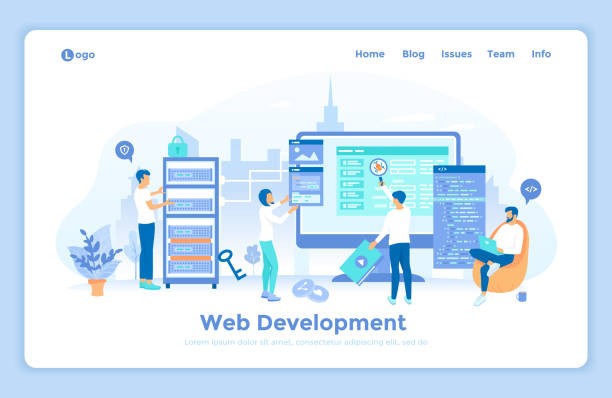 Logo
Home Blog Issues Team Info
</>
</>
Web Development
Lorem ipsum dolor sit amet, consectetur adipiscing elit, sed do